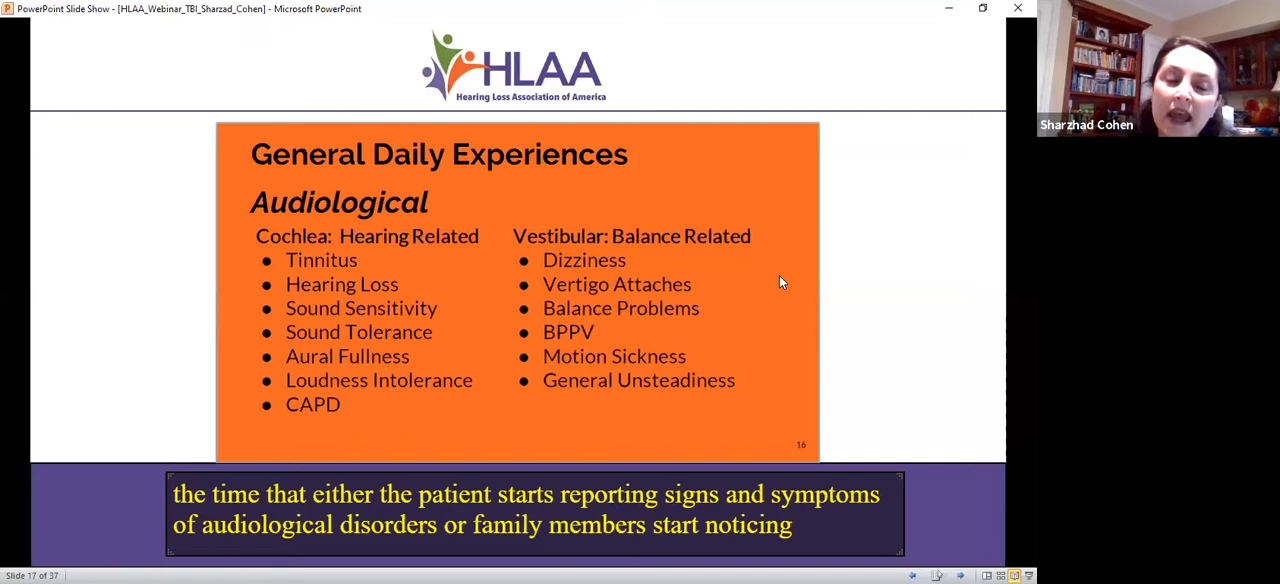 PowerPoint Slide Show - [HLAA_Webinar_TBI_Sharzad_Cohen] - Microsoft PowerPoint
HLAA
Hearing Loss Association of America
Sharzhad Cohen
General Daily Experiences
Audiological
Cochlea: Hearing Related
● Tinnitus
● Hearing Loss
● Sound Sensitivity
● Sound Tolerance
● Aural Fullness
● Loudness Intolerance
● CAPD
Vestibular: Balance Related
● Dizziness
● Vertigo Attaches
● Balance Problems
● BPPV
● Motion Sickness
● General Unsteadiness
16
the time that either the patient starts reporting signs and symptoms
of audiological disorders or family members start noticing
Slide 17 of 37